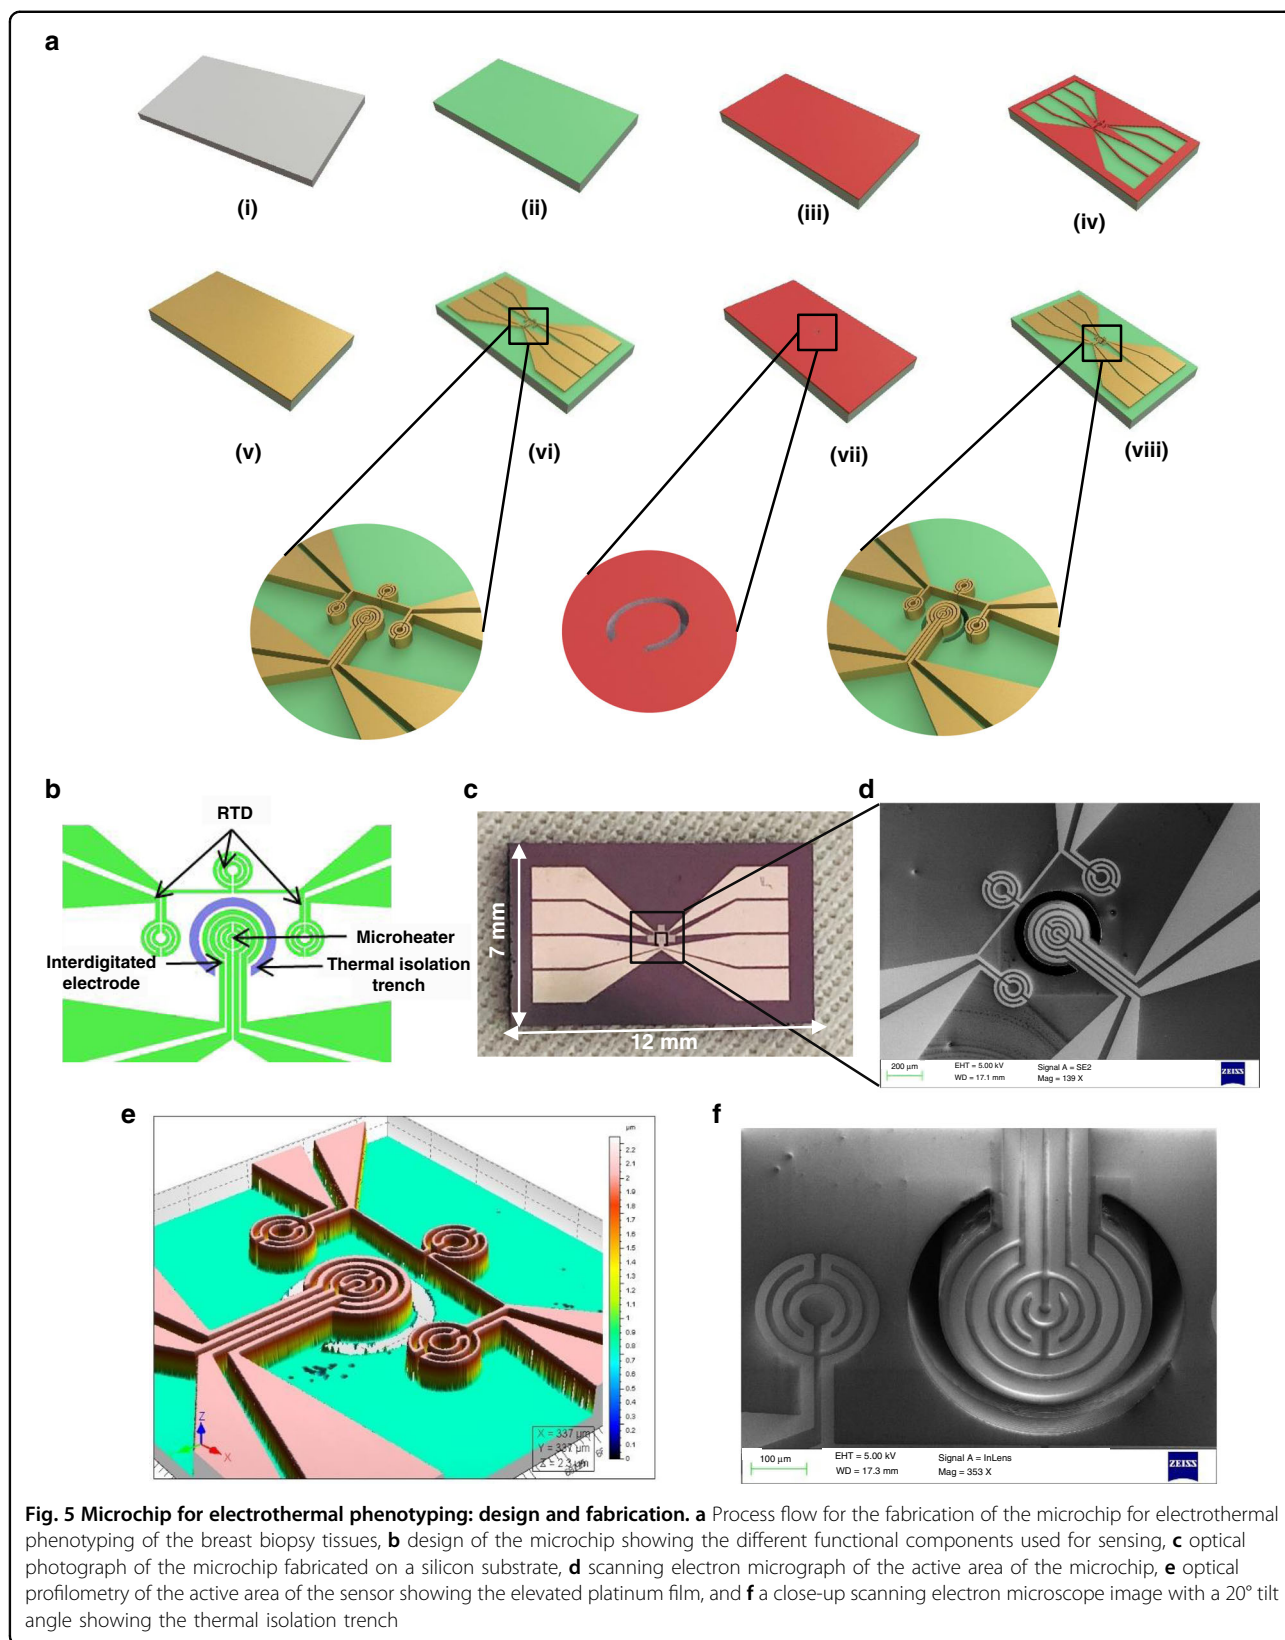 a
(i)
(ii)
(iii)
(iv)
(v)
(vi)
(vii)
(viii)
b
RTD
Microheater
Interdigitated
electrode
Thermal isolation
trench
c
7 mm
12 mm
d
200 µm
EHT = 5.00 kV
WD = 17.1 mm
Signal A = SE2
Mag = 139 X
ZEISS
e
µm
2.2
2
1.9
1.8
1.7
1.6
1.5
1.4
1.3
1.2
1.1
1
0.9
0.8
0.7
0.6
0.5
0.4
0.3
0.2
0.1
0
Z
X
X = 337 µm
Y = 337 µm
Z = 2.3 µm
f
100 µm
EHT = 5.00 kV
WD = 17.3 mm
Signal A = InLens
Mag = 353 X
ZEISS
Fig. 5 Microchip for electrothermal phenotyping: design and fabrication. a Process flow for the fabrication of the microchip for electrothermal
phenotyping of the breast biopsy tissues, b design of the microchip showing the different functional components used for sensing, c optical
photograph of the microchip fabricated on a silicon substrate, d scanning electron micrograph of the active area of the microchip, e optical
profilometry of the active area of the sensor showing the elevated platinum film, and f a close-up scanning electron microscope image with a 20° tilt
angle showing the thermal isolation trench